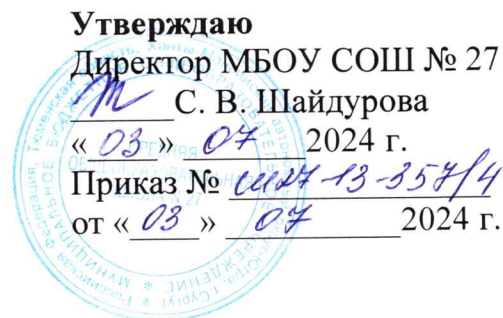 Утверждаю
Директор МБОУ СОШ № 27
С. В. Шайдурова
« 03 » 07 2024 г.
Приказ № Ш27-13-357/4
от « 03 » 07 2024 г.